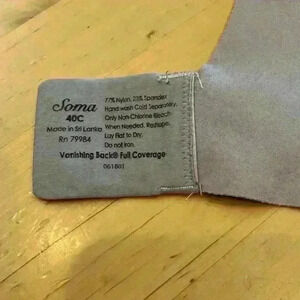 Soma
40C
Made in Sri Lanka
Rn 79984
77% Nylon, 23% Spandex
Hand wash Cold Separately.
Only Non-Chlorine Bleach
When Needed. Reshape,
Lay Flat to Dry.
Do not Iron.
Vanishing Back® Full Coverage